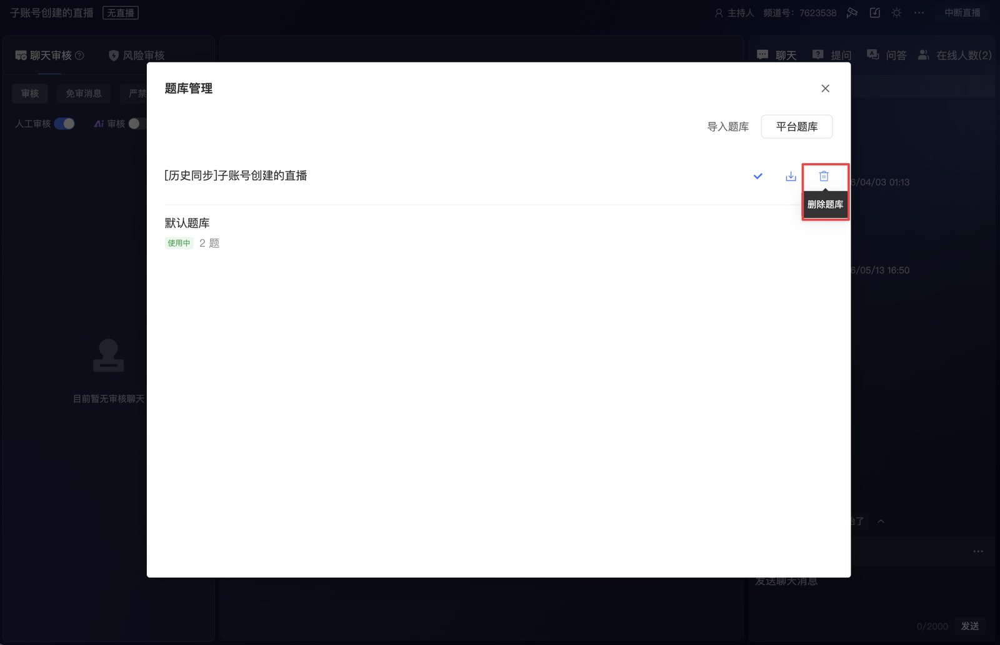 子账号创建的直播 无直播
主持人 频道号：7623538 中断直播
聊天审核 风险审核
聊天 提问 问答 在线人数(2)
审核 免审消息 严禁
人工审核 Ai 审核
目前暂无审核聊天
题库管理
导入题库 平台题库
[历史同步]子账号创建的直播
删除题库
默认题库
使用中 2 题
6/04/03 01:13
6/05/13 16:50
始了
发送聊天消息
0/2000 发送